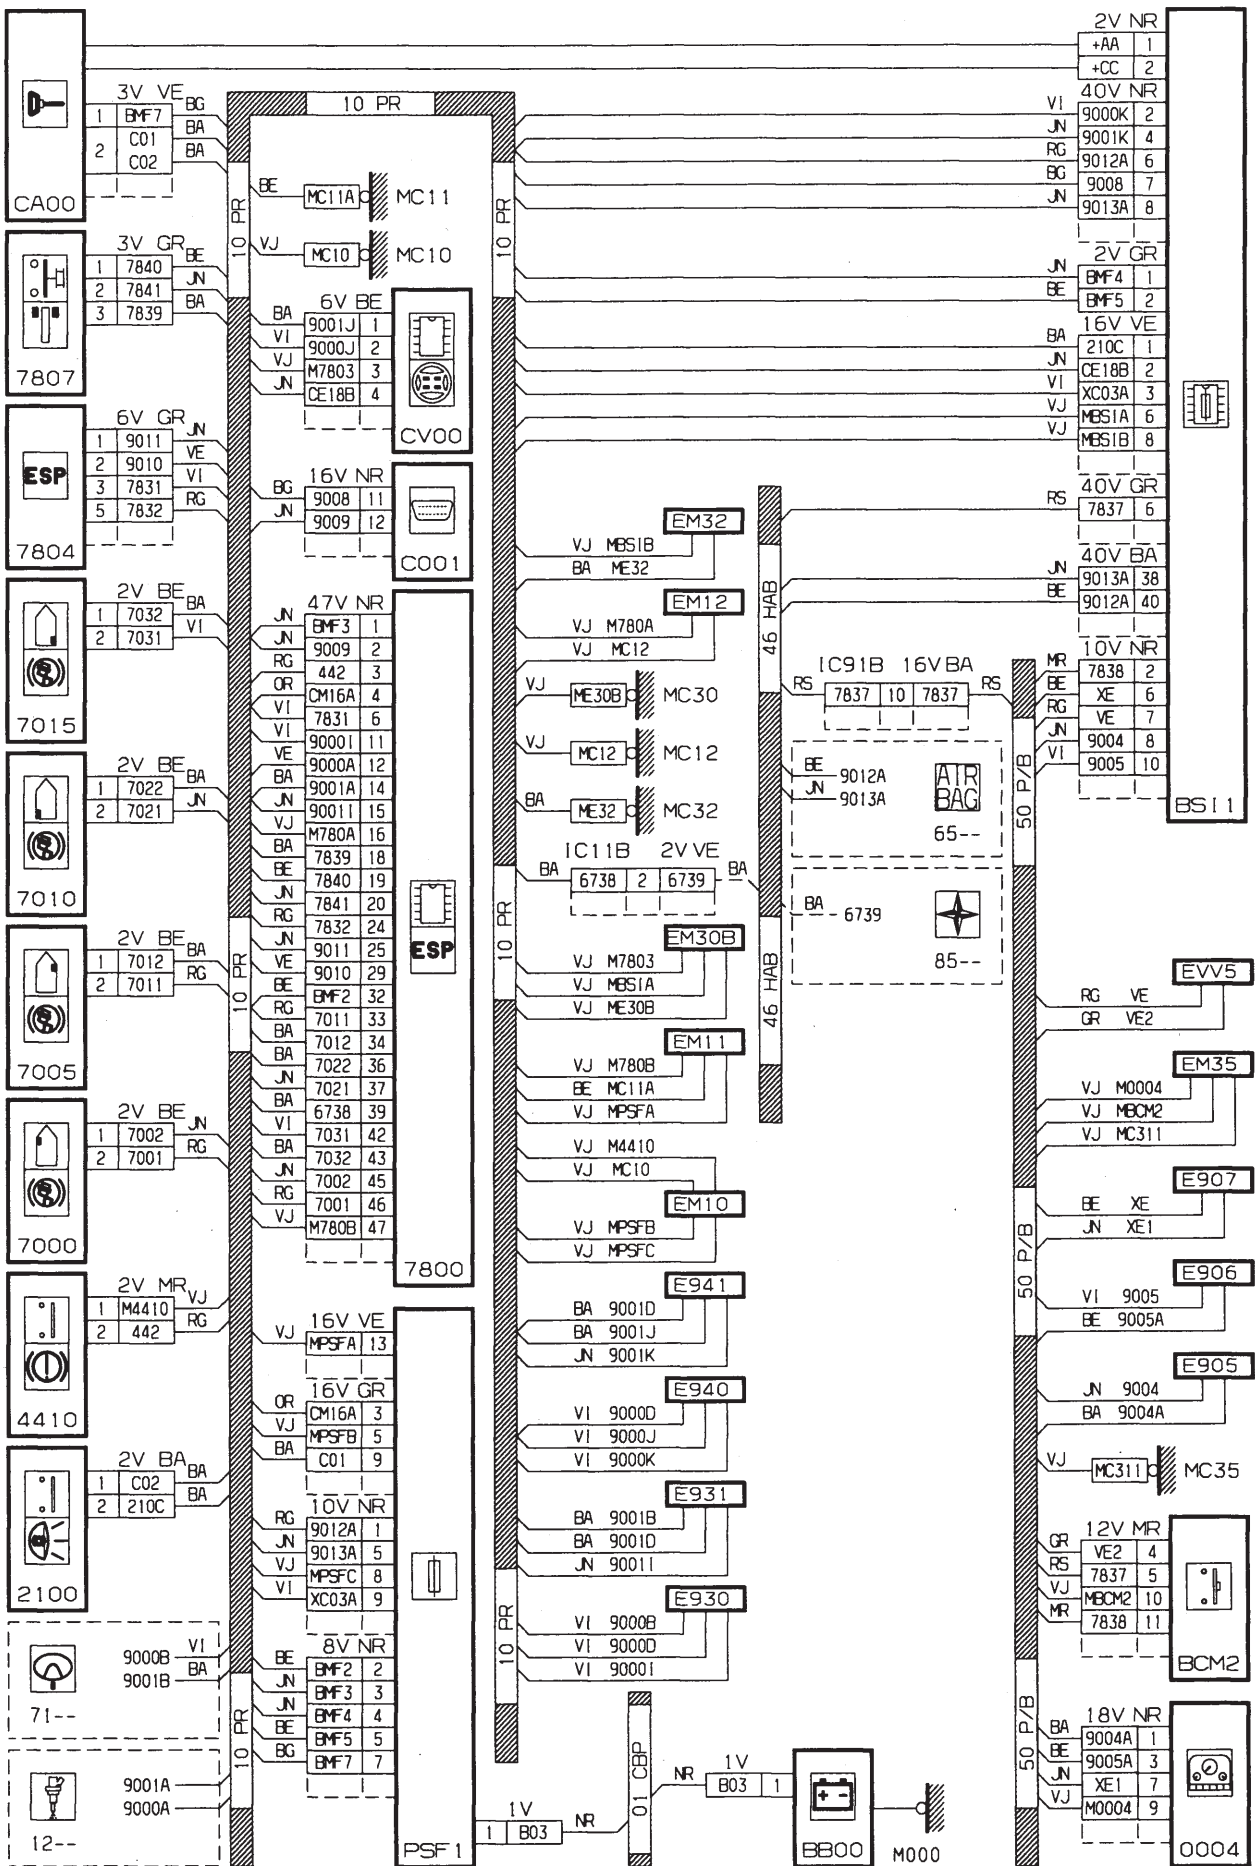 CA00
3V VE
1 BMF7 BG
2 C01 BA
C02 BA
7807
3V GR
1 7840 BE
2 7841 JN
3 7839 BA
ESP
7804
6V GR
1 9011 JN
2 9010 VE
3 7831 VI
5 7832 RG
7015
2V BE
1 7032 BA
2 7031 VI
7010
2V BE
1 7022 BA
2 7021 JN
7005
2V BE
1 7012 BA
2 7011 RG
7000
2V BE
1 7002 JN
2 7001 RG
4410
2V MR
1 M4410 VJ
2 442 RG
2100
2V BA
1 C02 BA
2 210C BA
9000B VI
9001B BA
71--
9001A
9000A
12--
10 PR
10 PR
10 PR
10 PR
BE MC11A MC11
VJ MC10 MC10
6V BE
BA 9001J 1
VI 9000J 2
VJ M7803 3
JN CE18B 4
CV00
16V NR
BG 9008 11
JN 9009 12
C001
47V NR
JN BMF3 1
JN 9009 2
RG 442 3
OR CM16A 4
VI 7831 6
VI 9000I 11
VE 9000A 12
BA 9001A 14
JN 9001I 15
VJ M780A 16
BA 7839 18
BE 7840 19
JN 7841 20
RG 7832 24
JN 9011 25
VE 9010 29
BE BMF2 32
RG 7011 33
BA 7012 34
BA 7022 36
JN 7021 37
BA 6738 39
VI 7031 42
BA 7032 43
JN 7002 45
RG 7001 46
VJ M780B 47
ESP
7800
16V VE
VJ MPSFA 13
16V GR
OR CM16A 3
VJ MPSFB 5
BA C01 9
10V NR
RG 9012A 1
JN 9013A 5
VJ MPSFC 8
VI XC03A 9
8V NR
BE BMF2 2
JN BMF3 3
JN BMF4 4
BE BMF5 5
BG BMF7 7
PSF1
1V
1 B03 NR
10 PR
10 PR
10 PR
EM32
VJ MBSIB
BA ME32
EM12
VJ M780A
VJ MC12
VJ ME30B MC30
VJ MC12 MC12
BA ME32 MC32
IC11B 2V VE
BA 6738 2 6739 BA
EM30B
VJ M7803
VJ MBSIA
VJ ME30B
EM11
VJ M780B
BE MC11A
VJ MPSFA
VJ M4410
VJ MC10
EM10
VJ MPSFB
VJ MPSFC
E941
BA 9001D
BA 9001J
JN 9001K
E940
VI 9000D
VI 9000J
VI 9000K
E931
BA 9001B
BA 9001D
JN 9001I
E930
VI 9000B
VI 9000D
VI 9000I
01 CBP
NR
1V
B03 1
BB00
M000
46 HAB
46 HAB
IC91B 16V BA
RS 7837 10 7837 RS
BE 9012A
JN 9013A
AIR
BAG
65--
BA 6739
85--
2V NR
+AA 1
+CC 2
40V NR
VI 9000K 2
JN 9001K 4
RG 9012A 6
BG 9008 7
JN 9013A 8
2V GR
JN BMF4 1
BE BMF5 2
16V VE
BA 210C 1
JN CE18B 2
VI XC03A 3
VJ MBSIA 6
VJ MBSIB 8
40V GR
RS 7837 6
40V BA
JN 9013A 38
BE 9012A 40
10V NR
MR 7838 2
BE XE 6
RG VE 7
JN 9004 8
VI 9005 10
BSI1
50 P/B
50 P/B
50 P/B
EVV5
RG VE
GR VE2
EM35
VJ M0004
VJ MBCM2
VJ MC311
E907
BE XE
JN XE1
E906
VI 9005
BE 9005A
E905
JN 9004
BA 9004A
VJ MC311 MC35
12V MR
GR VE2 4
RS 7837 5
VJ MBCM2 10
MR 7838 11
BCM2
18V NR
BA 9004A 1
BE 9005A 3
JN XE1 7
VJ M0004 9
0004